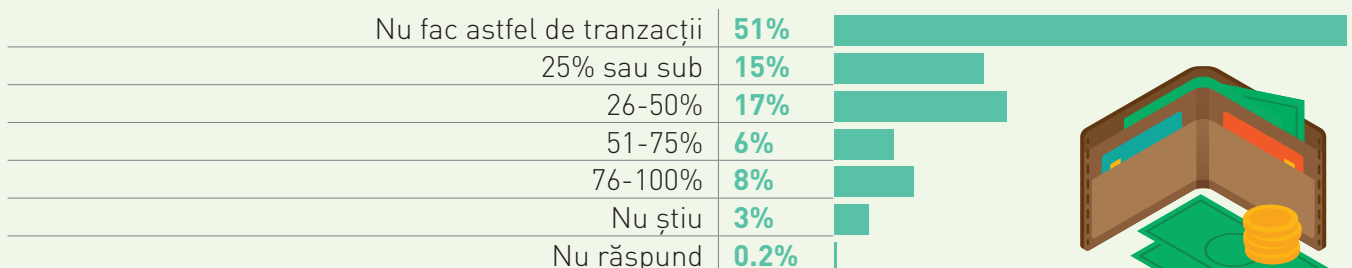 Nu fac astfel de tranzacții 51%
25% sau sub 15%
26-50% 17%
51-75% 6%
76-100% 8%
Nu știu 3%
Nu răspund 0.2%